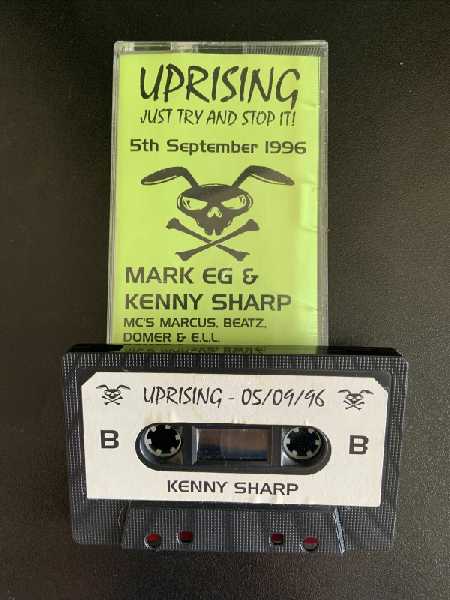 UPRISING
JUST TRY AND STOP IT!
5th September 1996
MARK EG &
KENNY SHARP
MC'S MARCUS, BEATZ,
DOMER & E.L.L.
UPRISING - 05/09/96
B
B
KENNY SHARP